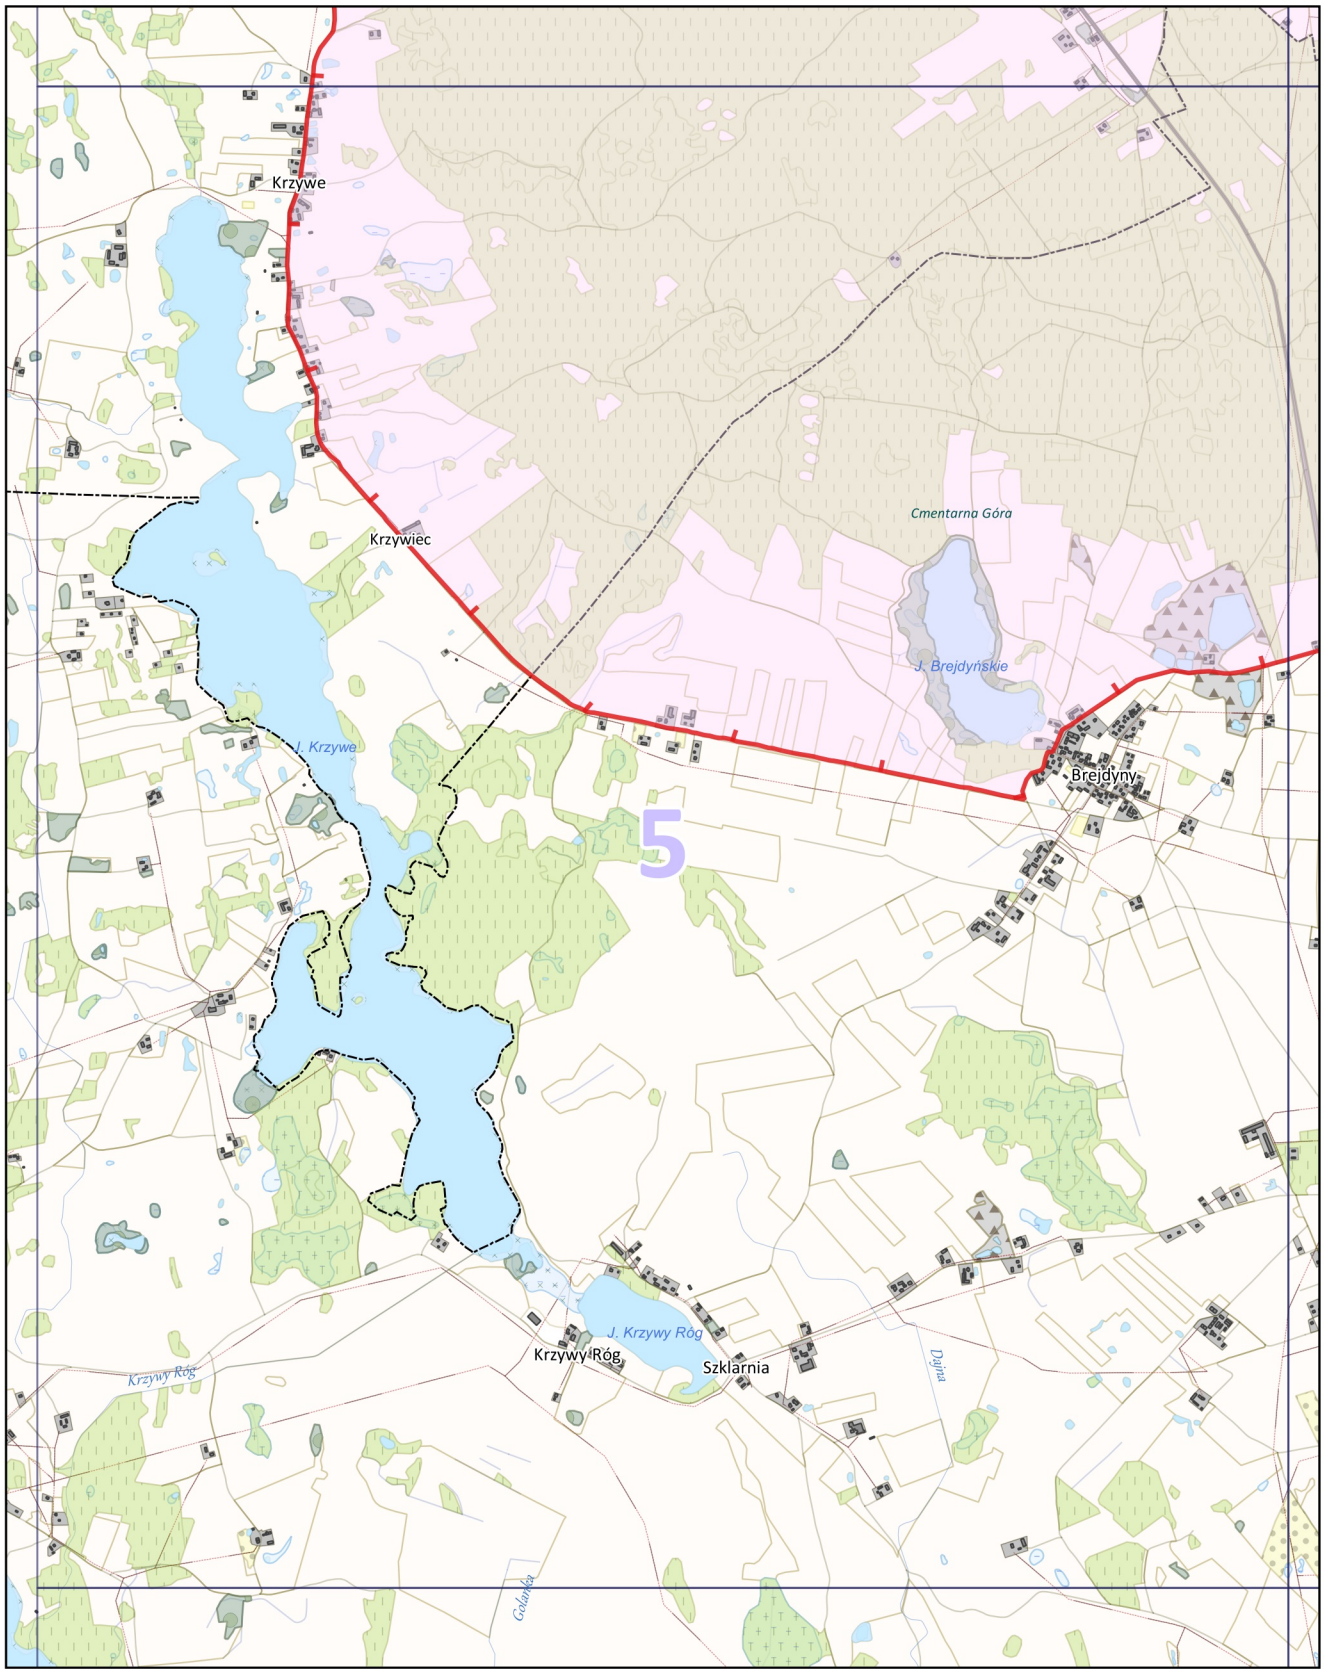 Krzywe
Cmentarna Góra
Krzywiec
J. Brejdyńskie
J. Krzywe
Brejdyny
5
J. Krzywy Róg
Krzywy Róg
Szklarnia
Dajna
Krzywy Róg
Golanka